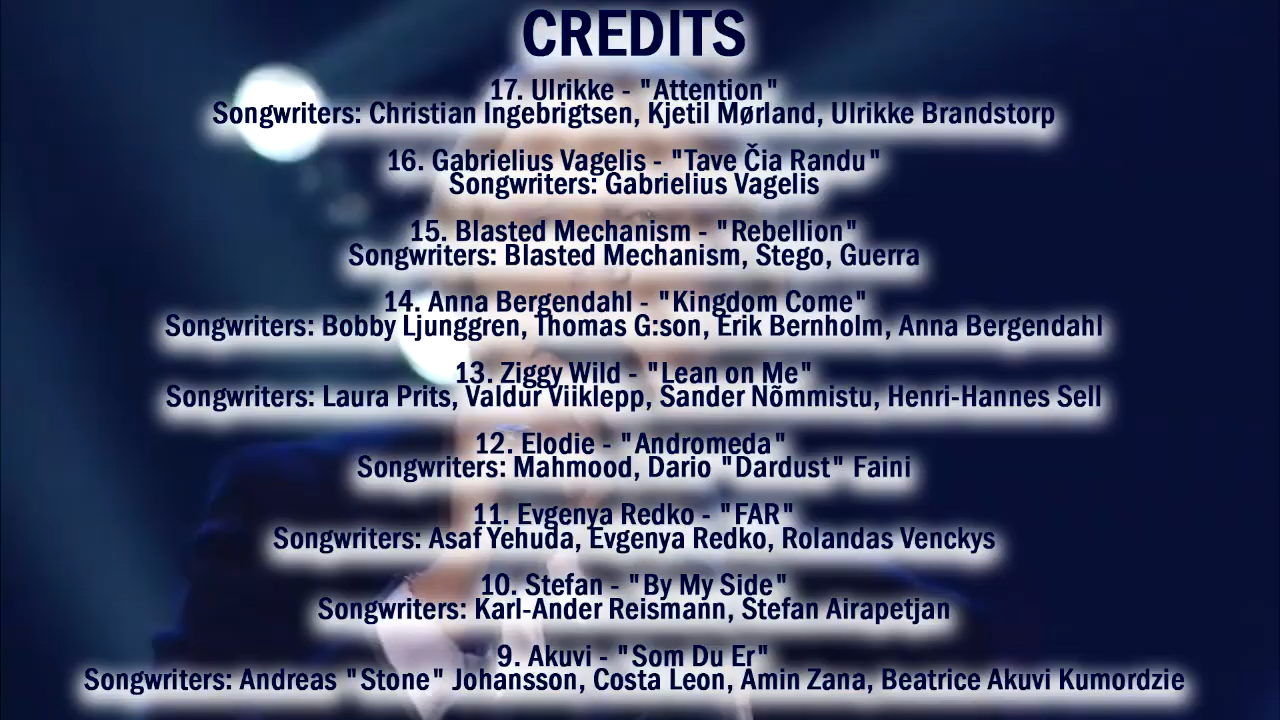 CREDITS
17. Ulrikke - "Attention"
Songwriters: Christian Ingebrigtsen, Kjetil Mørland, Ulrikke Brandstorp
16. Gabrielius Vagelis - "Tave Čia Randu"
Songwriters: Gabrielius Vagelis
15. Blasted Mechanism - "Rebellion"
Songwriters: Blasted Mechanism, Stego, Guerra
14. Anna Bergendahl - "Kingdom Come"
Songwriters: Bobby Ljunggren, Thomas G:son, Erik Bernholm, Anna Bergendahl
13. Ziggy Wild - "Lean on Me"
Songwriters: Laura Prits, Valdur Viiklepp, Sander Nõmmistu, Henri-Hannes Sell
12. Elodie - "Andromeda"
Songwriters: Mahmood, Dario "Dardust" Faini
11. Evgenya Redko - "FAR"
Songwriters: Asaf Yehuda, Evgenya Redko, Rolandas Venckys
10. Stefan - "By My Side"
Songwriters: Karl-Ander Reismann, Stefan Airapetjan
9. Akuvi - "Som Du Er"
Songwriters: Andreas "Stone" Johansson, Costa Leon, Amin Zana, Beatrice Akuvi Kumordzie